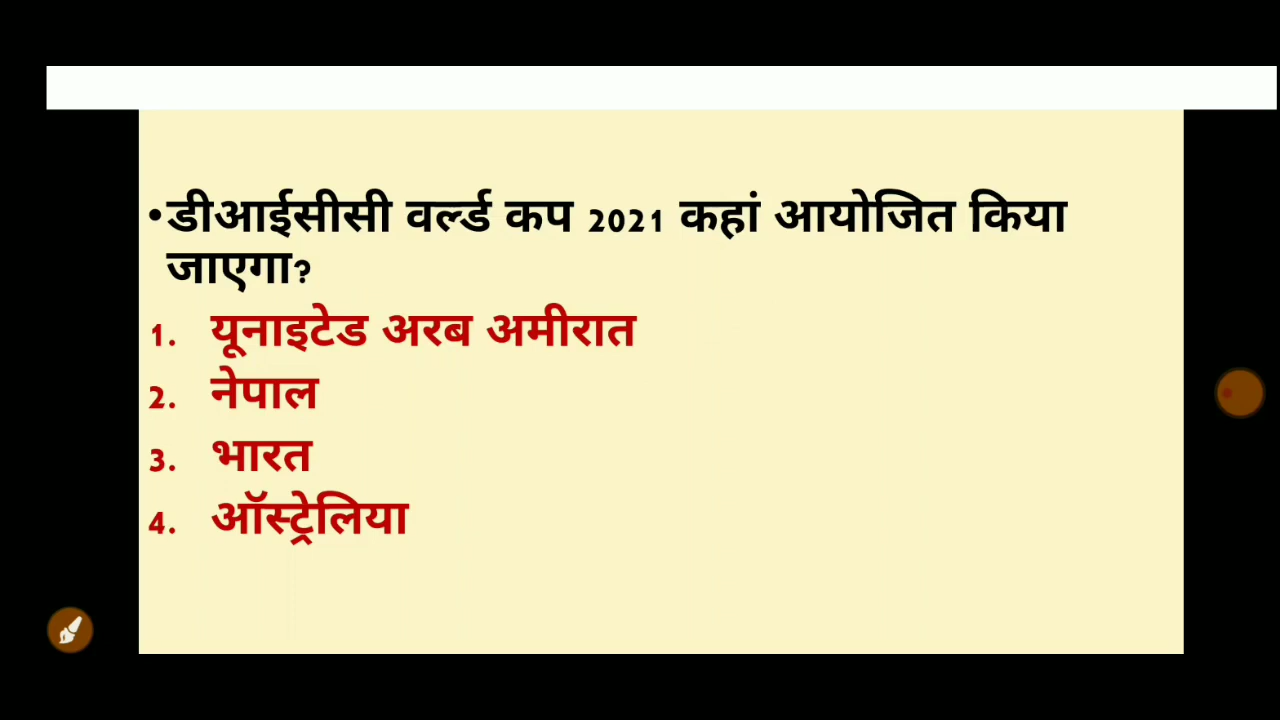 •डीआईसीसी वर्ल्ड कप 2021 कहां आयोजित किया
जाएगा?
1. यूनाइटेड अरब अमीरात
2. नेपाल
3. भारत
4. ऑस्ट्रेलिया